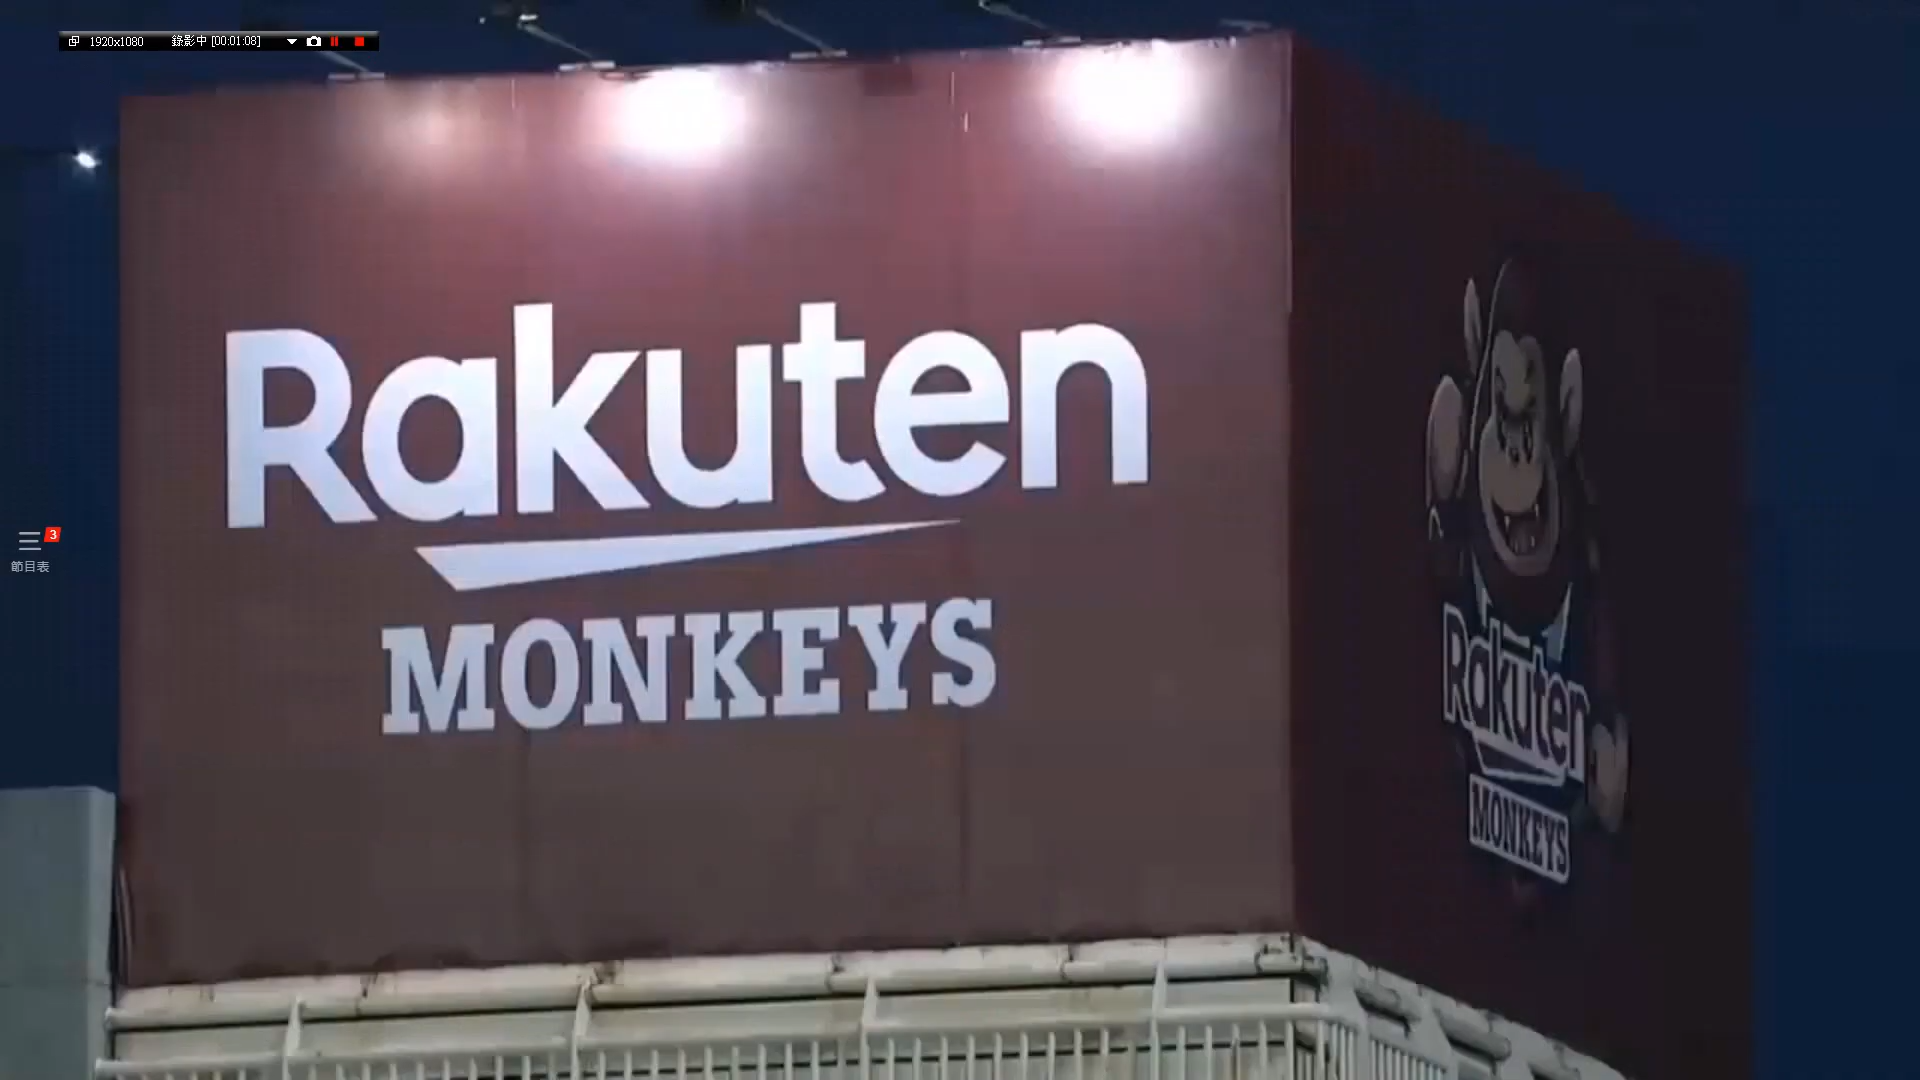 1920x1080 錄影中 [00:01:08]
Rakuten
MONKEYS
3
節目表
Rakuten
MONKEYS